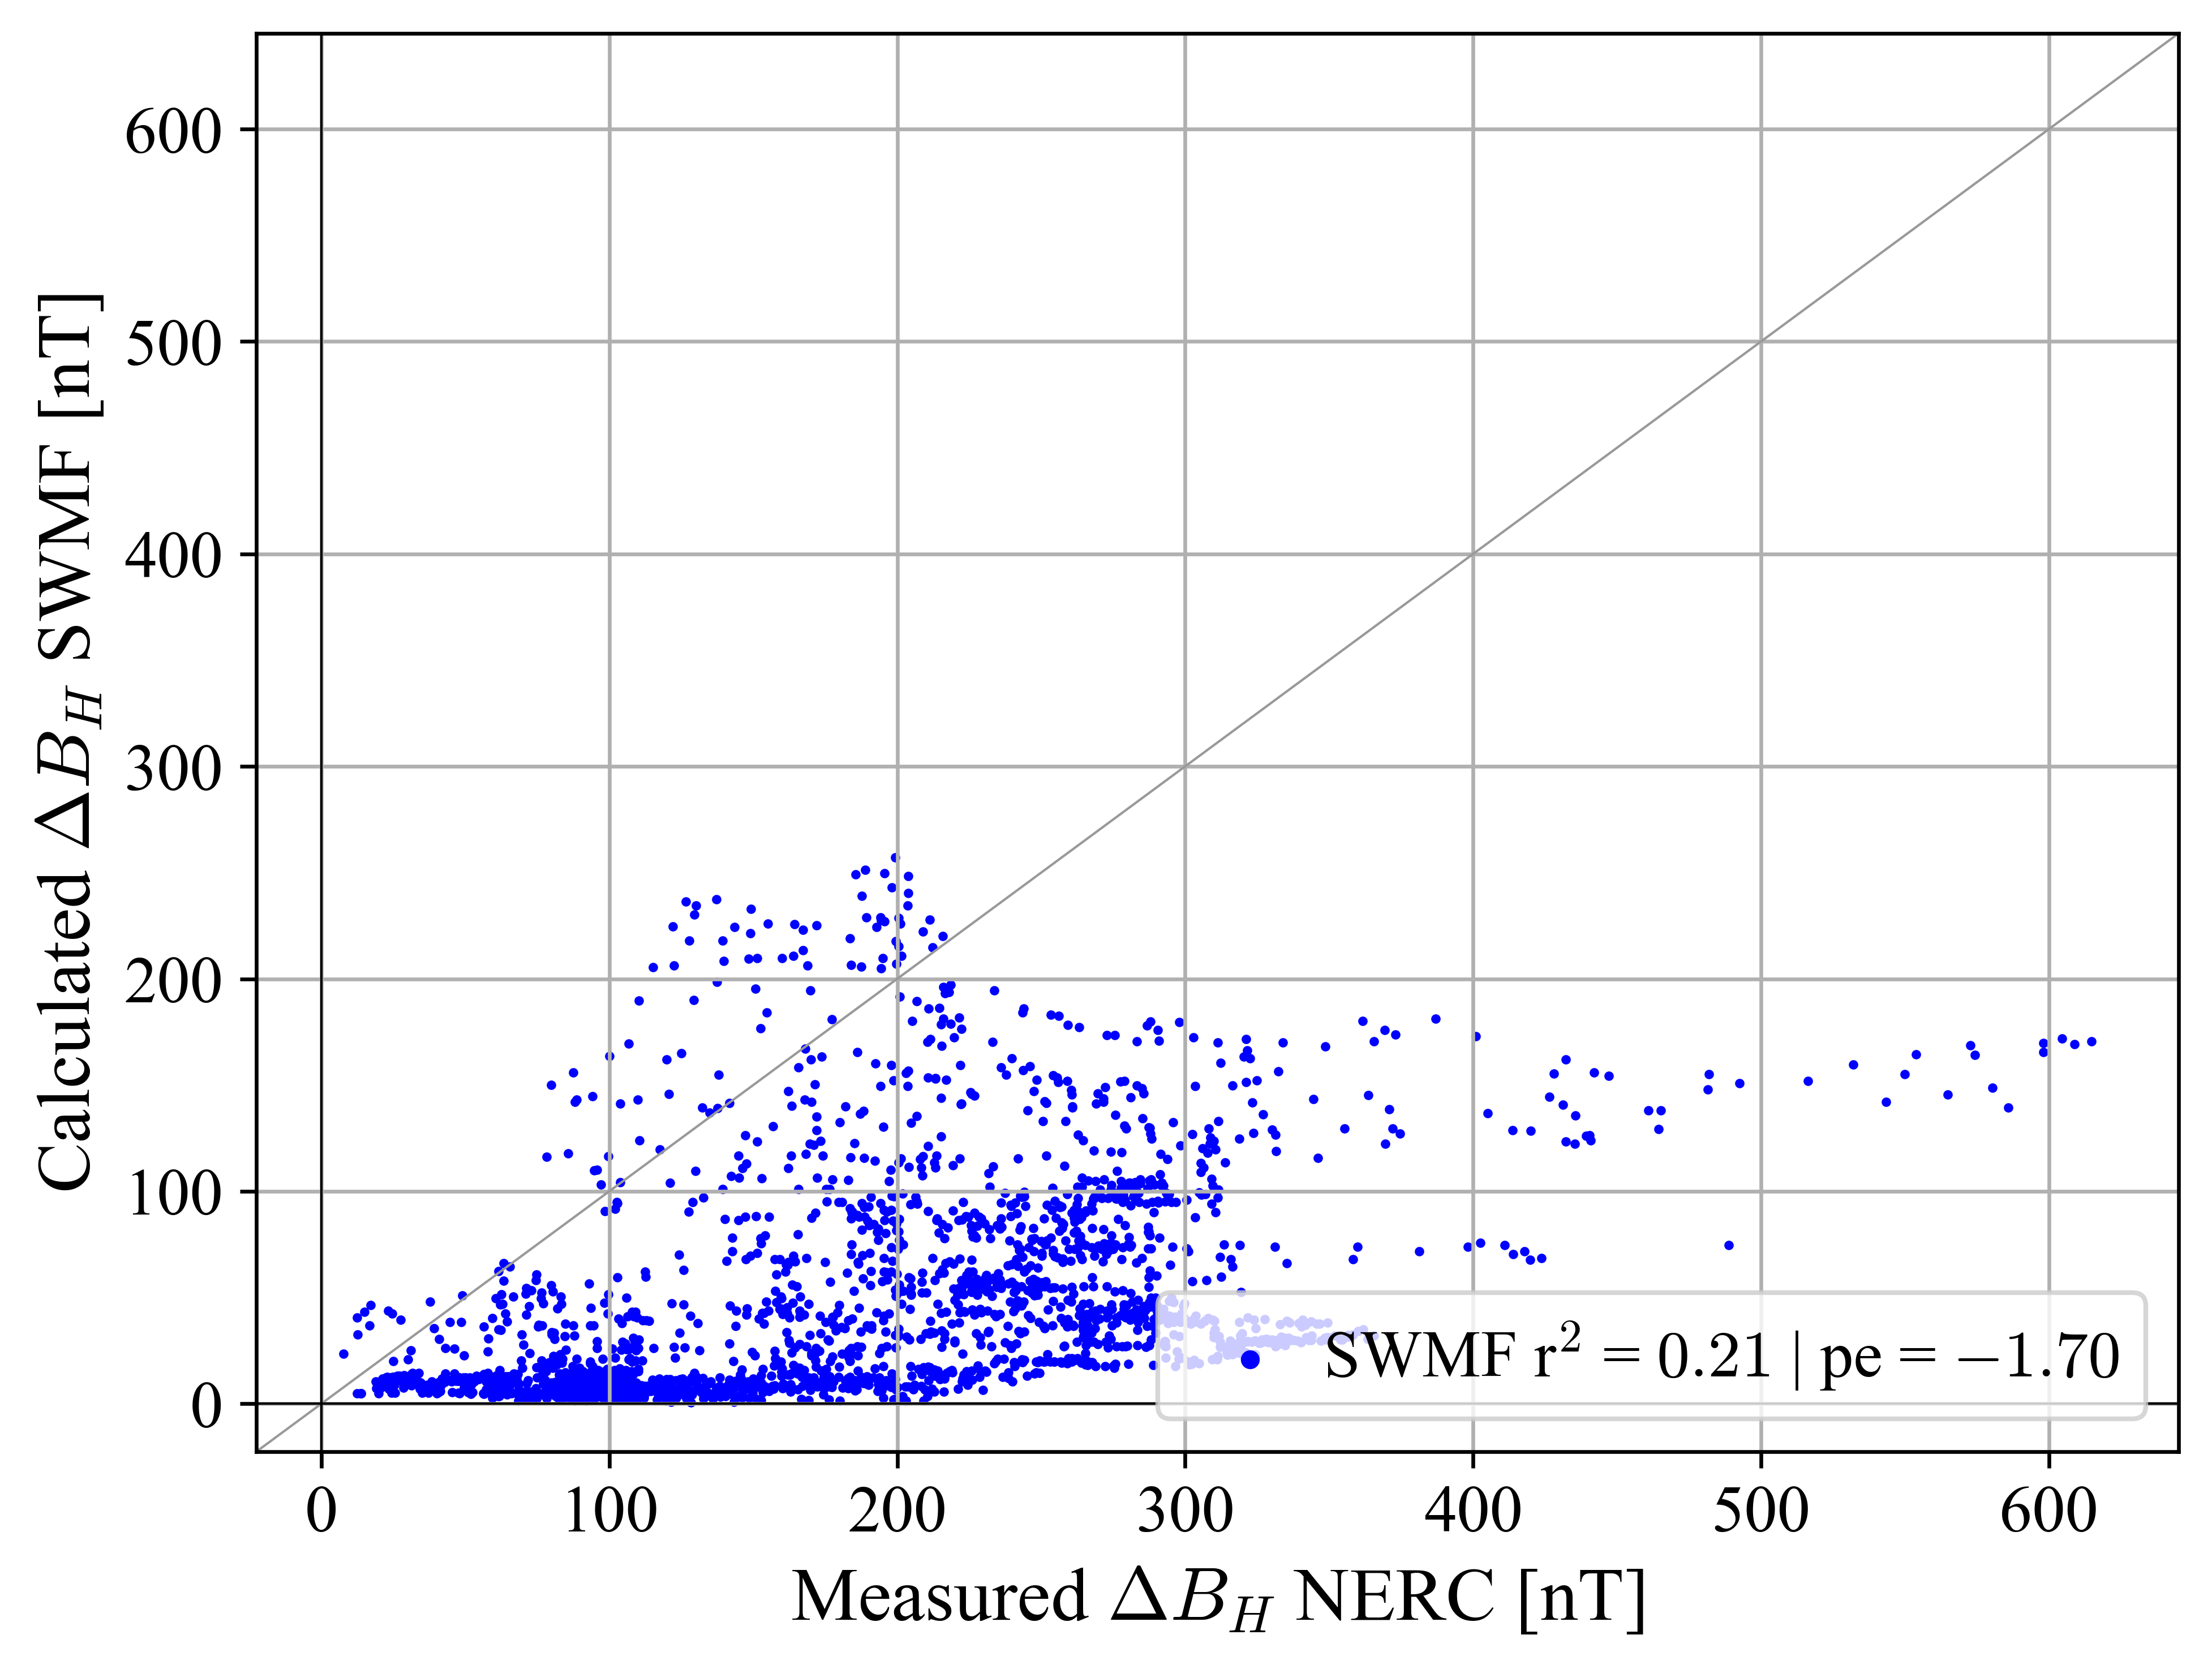 Calculated ΔB_H SWMF [nT]
600
500
400
300
200
100
0
SWMF r² = 0.21 | pe = −1.70
0 100 200 300 400 500 600
Measured ΔB_H NERC [nT]